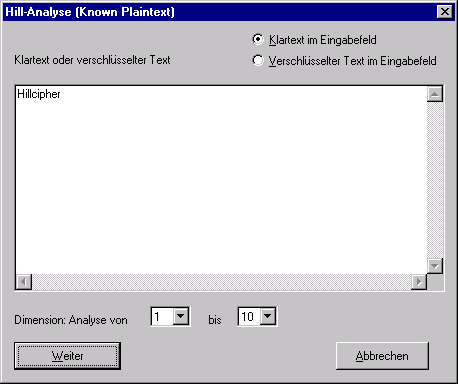 Hill-Analyse (Known Plaintext)
Klartext im Eingabefeld
Klartext oder verschlüsselter Text
Verschlüsselter Text im Eingabefeld
Hillcipher
Dimension: Analyse von 1 bis 10
Weiter Abbrechen